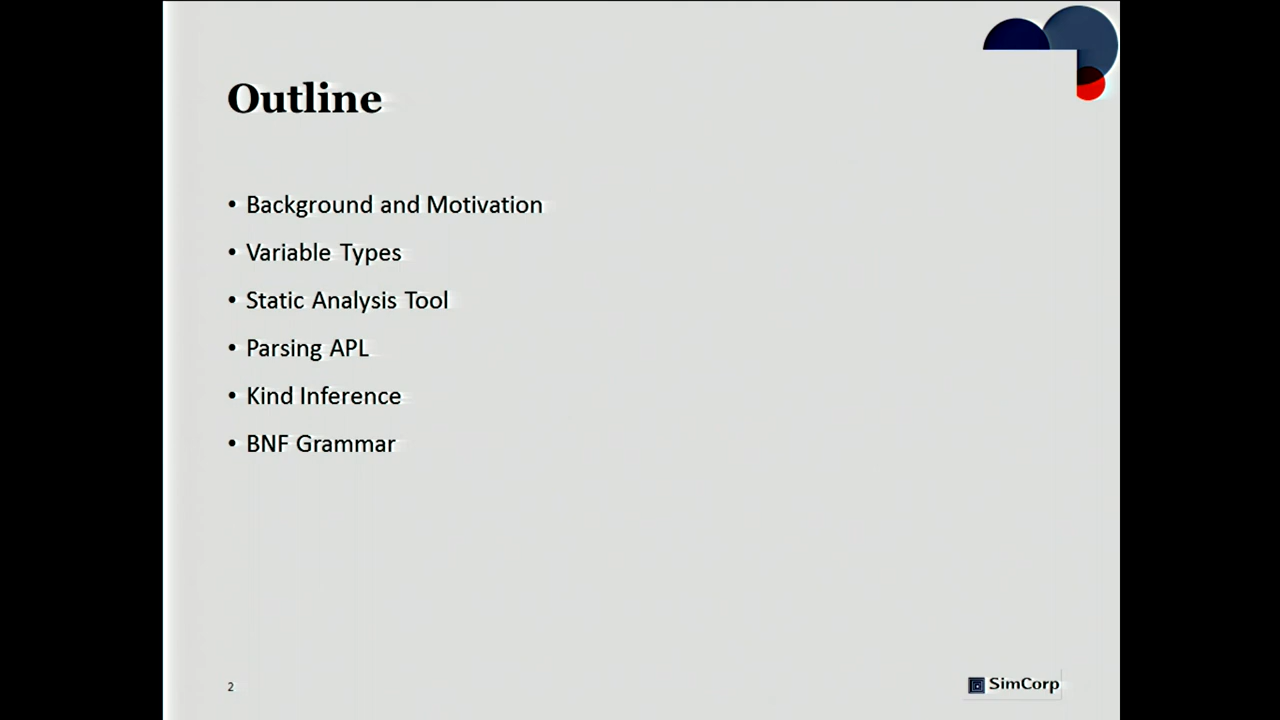 Outline
• Background and Motivation
• Variable Types
• Static Analysis Tool
• Parsing APL
• Kind Inference
• BNF Grammar
2
SimCorp